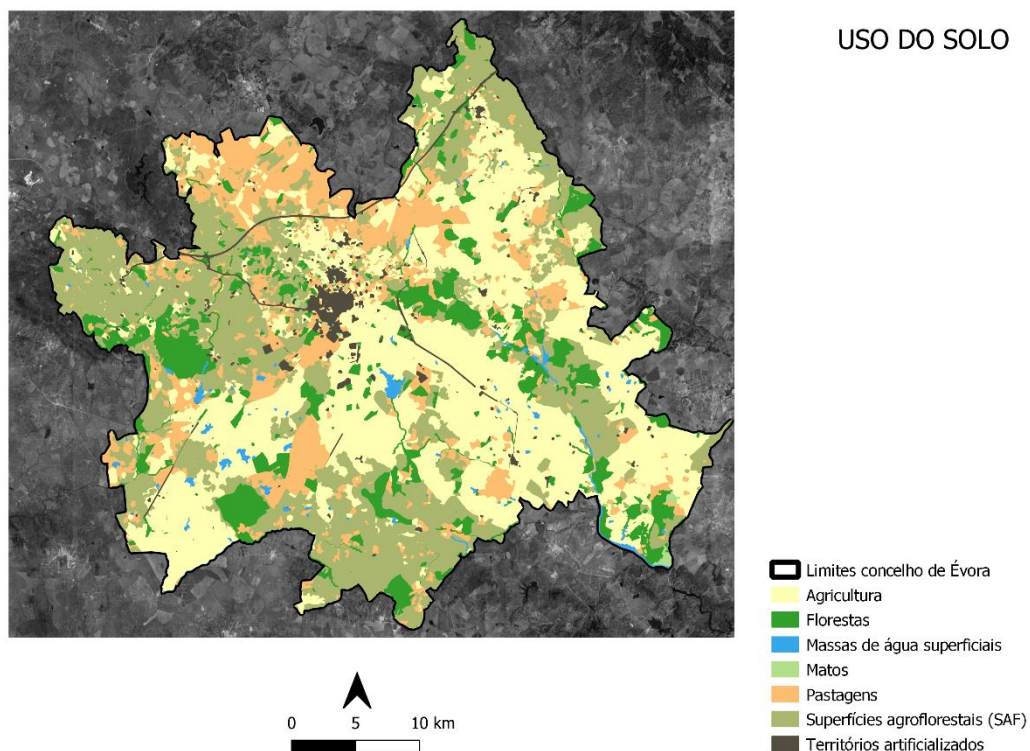 USO DO SOLO
Limites concelho de Évora
Agricultura
Florestas
Massas de água superficiais
Matos
Pastagens
Superfícies agroflorestais (SAF)
Territórios artificializados
0 5 10 km